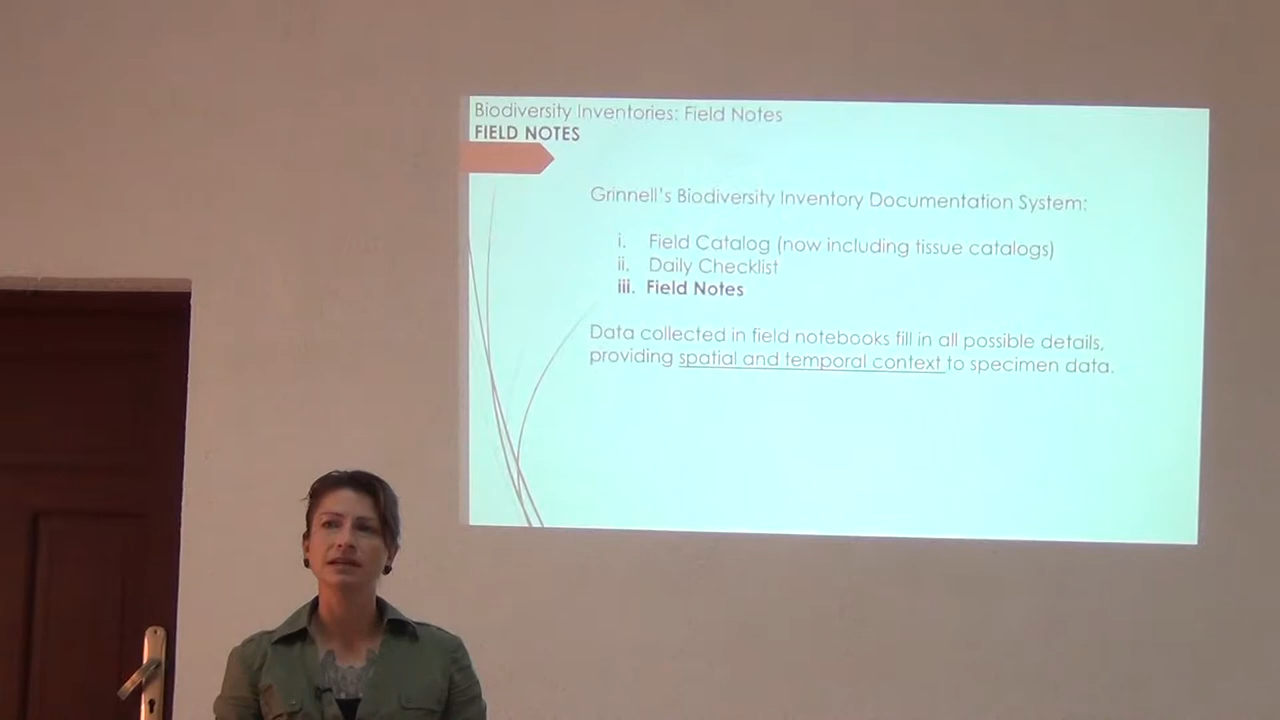 Biodiversity Inventories: Field Notes
FIELD NOTES
Grinnell's Biodiversity Inventory Documentation System:
i. Field Catalog (now including tissue catalogs)
ii. Daily Checklist
iii. Field Notes
Data collected in field notebooks fill in all possible details,
providing spatial and temporal context to specimen data.